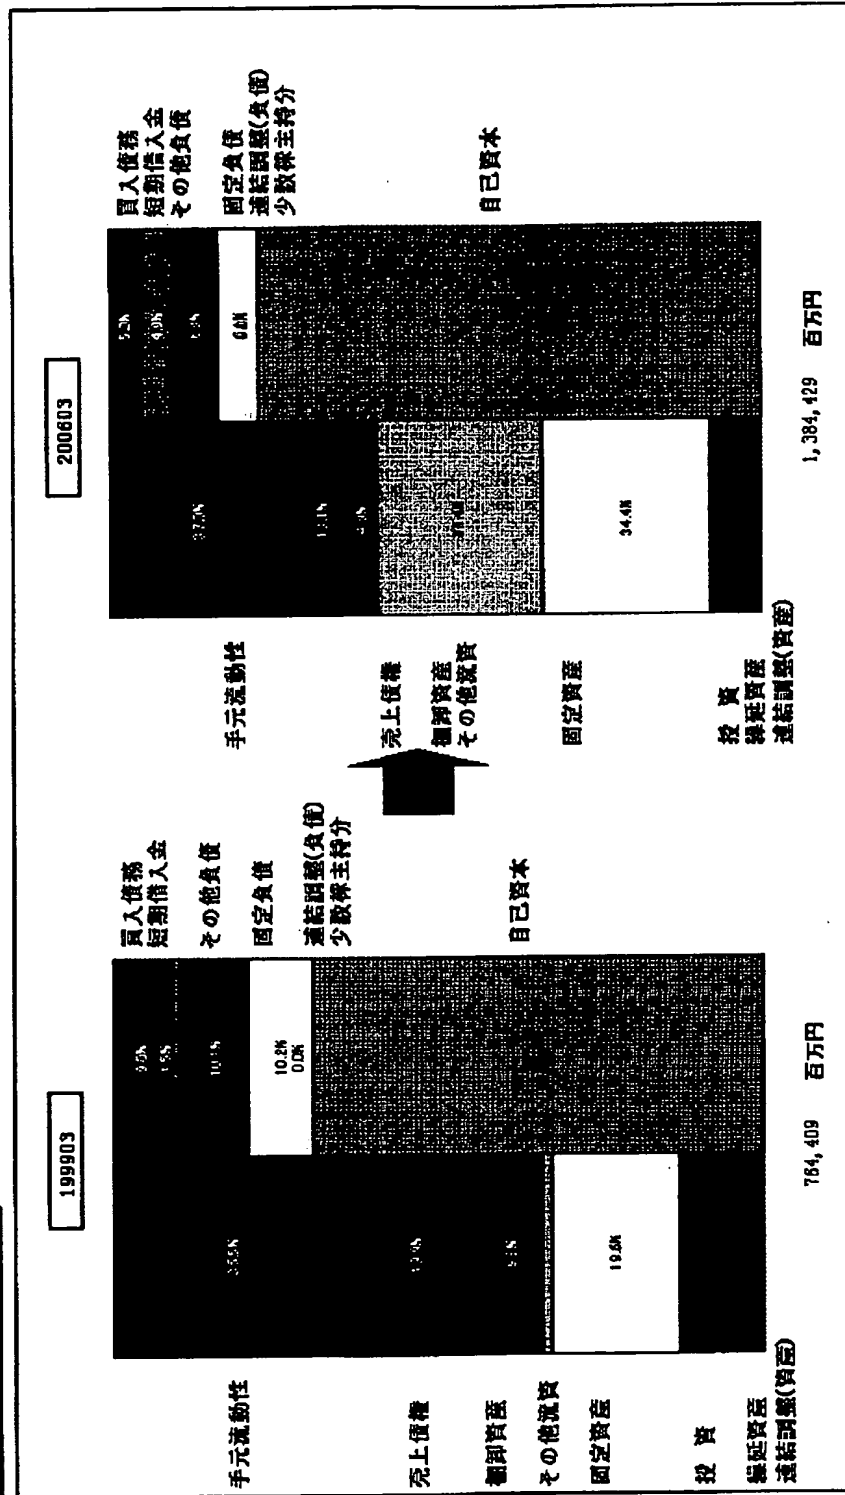 199903
手元流動性
売上債権
棚卸資産
その他流資
固定資産
投 資
繰延資産
連結調整(資産)
19.6%
10.2%
0.0%
買入債務
短期借入金
その他負債
固定負債
連結調整(負債)
少数株主持分
自己資本
764,409 百万円
200603
手元流動性
売上債権
棚卸資産
その他流資
固定資産
投 資
繰延資産
連結調整(資産)
34.4%
買入債務
短期借入金
その他負債
固定負債
連結調整(負債)
少数株主持分
自己資本
1,384,429 百万円